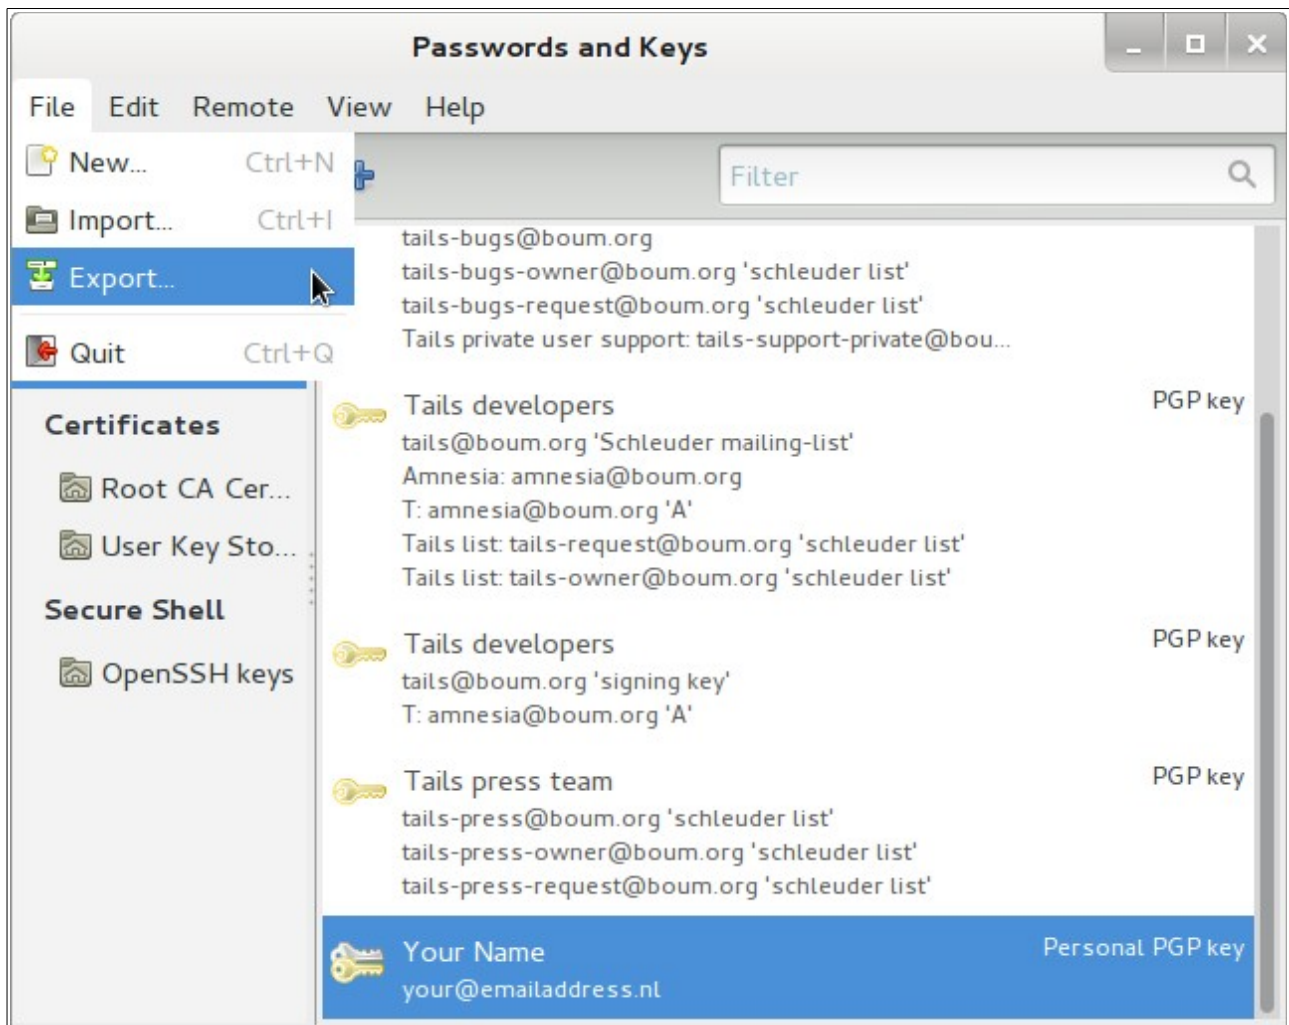 Passwords and Keys
File Edit Remote View Help
New... Ctrl+N
Import... Ctrl+I
Export...
Quit Ctrl+Q
Filter
Certificates
Root CA Cer...
User Key Sto...
Secure Shell
OpenSSH keys
tails-bugs@boum.org
tails-bugs-owner@boum.org 'schleuder list'
tails-bugs-request@boum.org 'schleuder list'
Tails private user support: tails-support-private@bou...
Tails developers PGP key
tails@boum.org 'Schleuder mailing-list'
Amnesia: amnesia@boum.org
T: amnesia@boum.org 'A'
Tails list: tails-request@boum.org 'schleuder list'
Tails list: tails-owner@boum.org 'schleuder list'
Tails developers PGP key
tails@boum.org 'signing key'
T: amnesia@boum.org 'A'
Tails press team PGP key
tails-press@boum.org 'schleuder list'
tails-press-owner@boum.org 'schleuder list'
tails-press-request@boum.org 'schleuder list'
Your Name Personal PGP key
your@emailaddress.nl